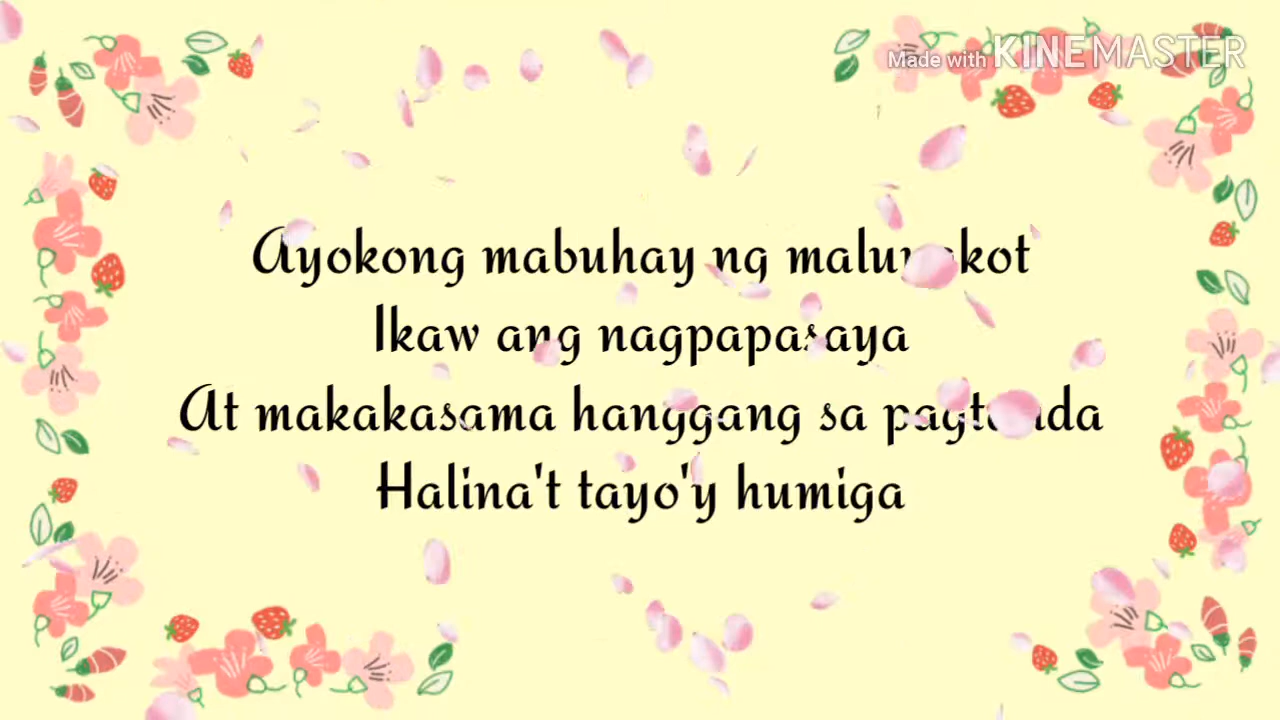 Made with KINEMASTER
Ayokong mabuhay ng malungkot
Ikaw ang nagpapasaya
At makakasama hanggang sa pagtanda
Halina't tayo'y humiga